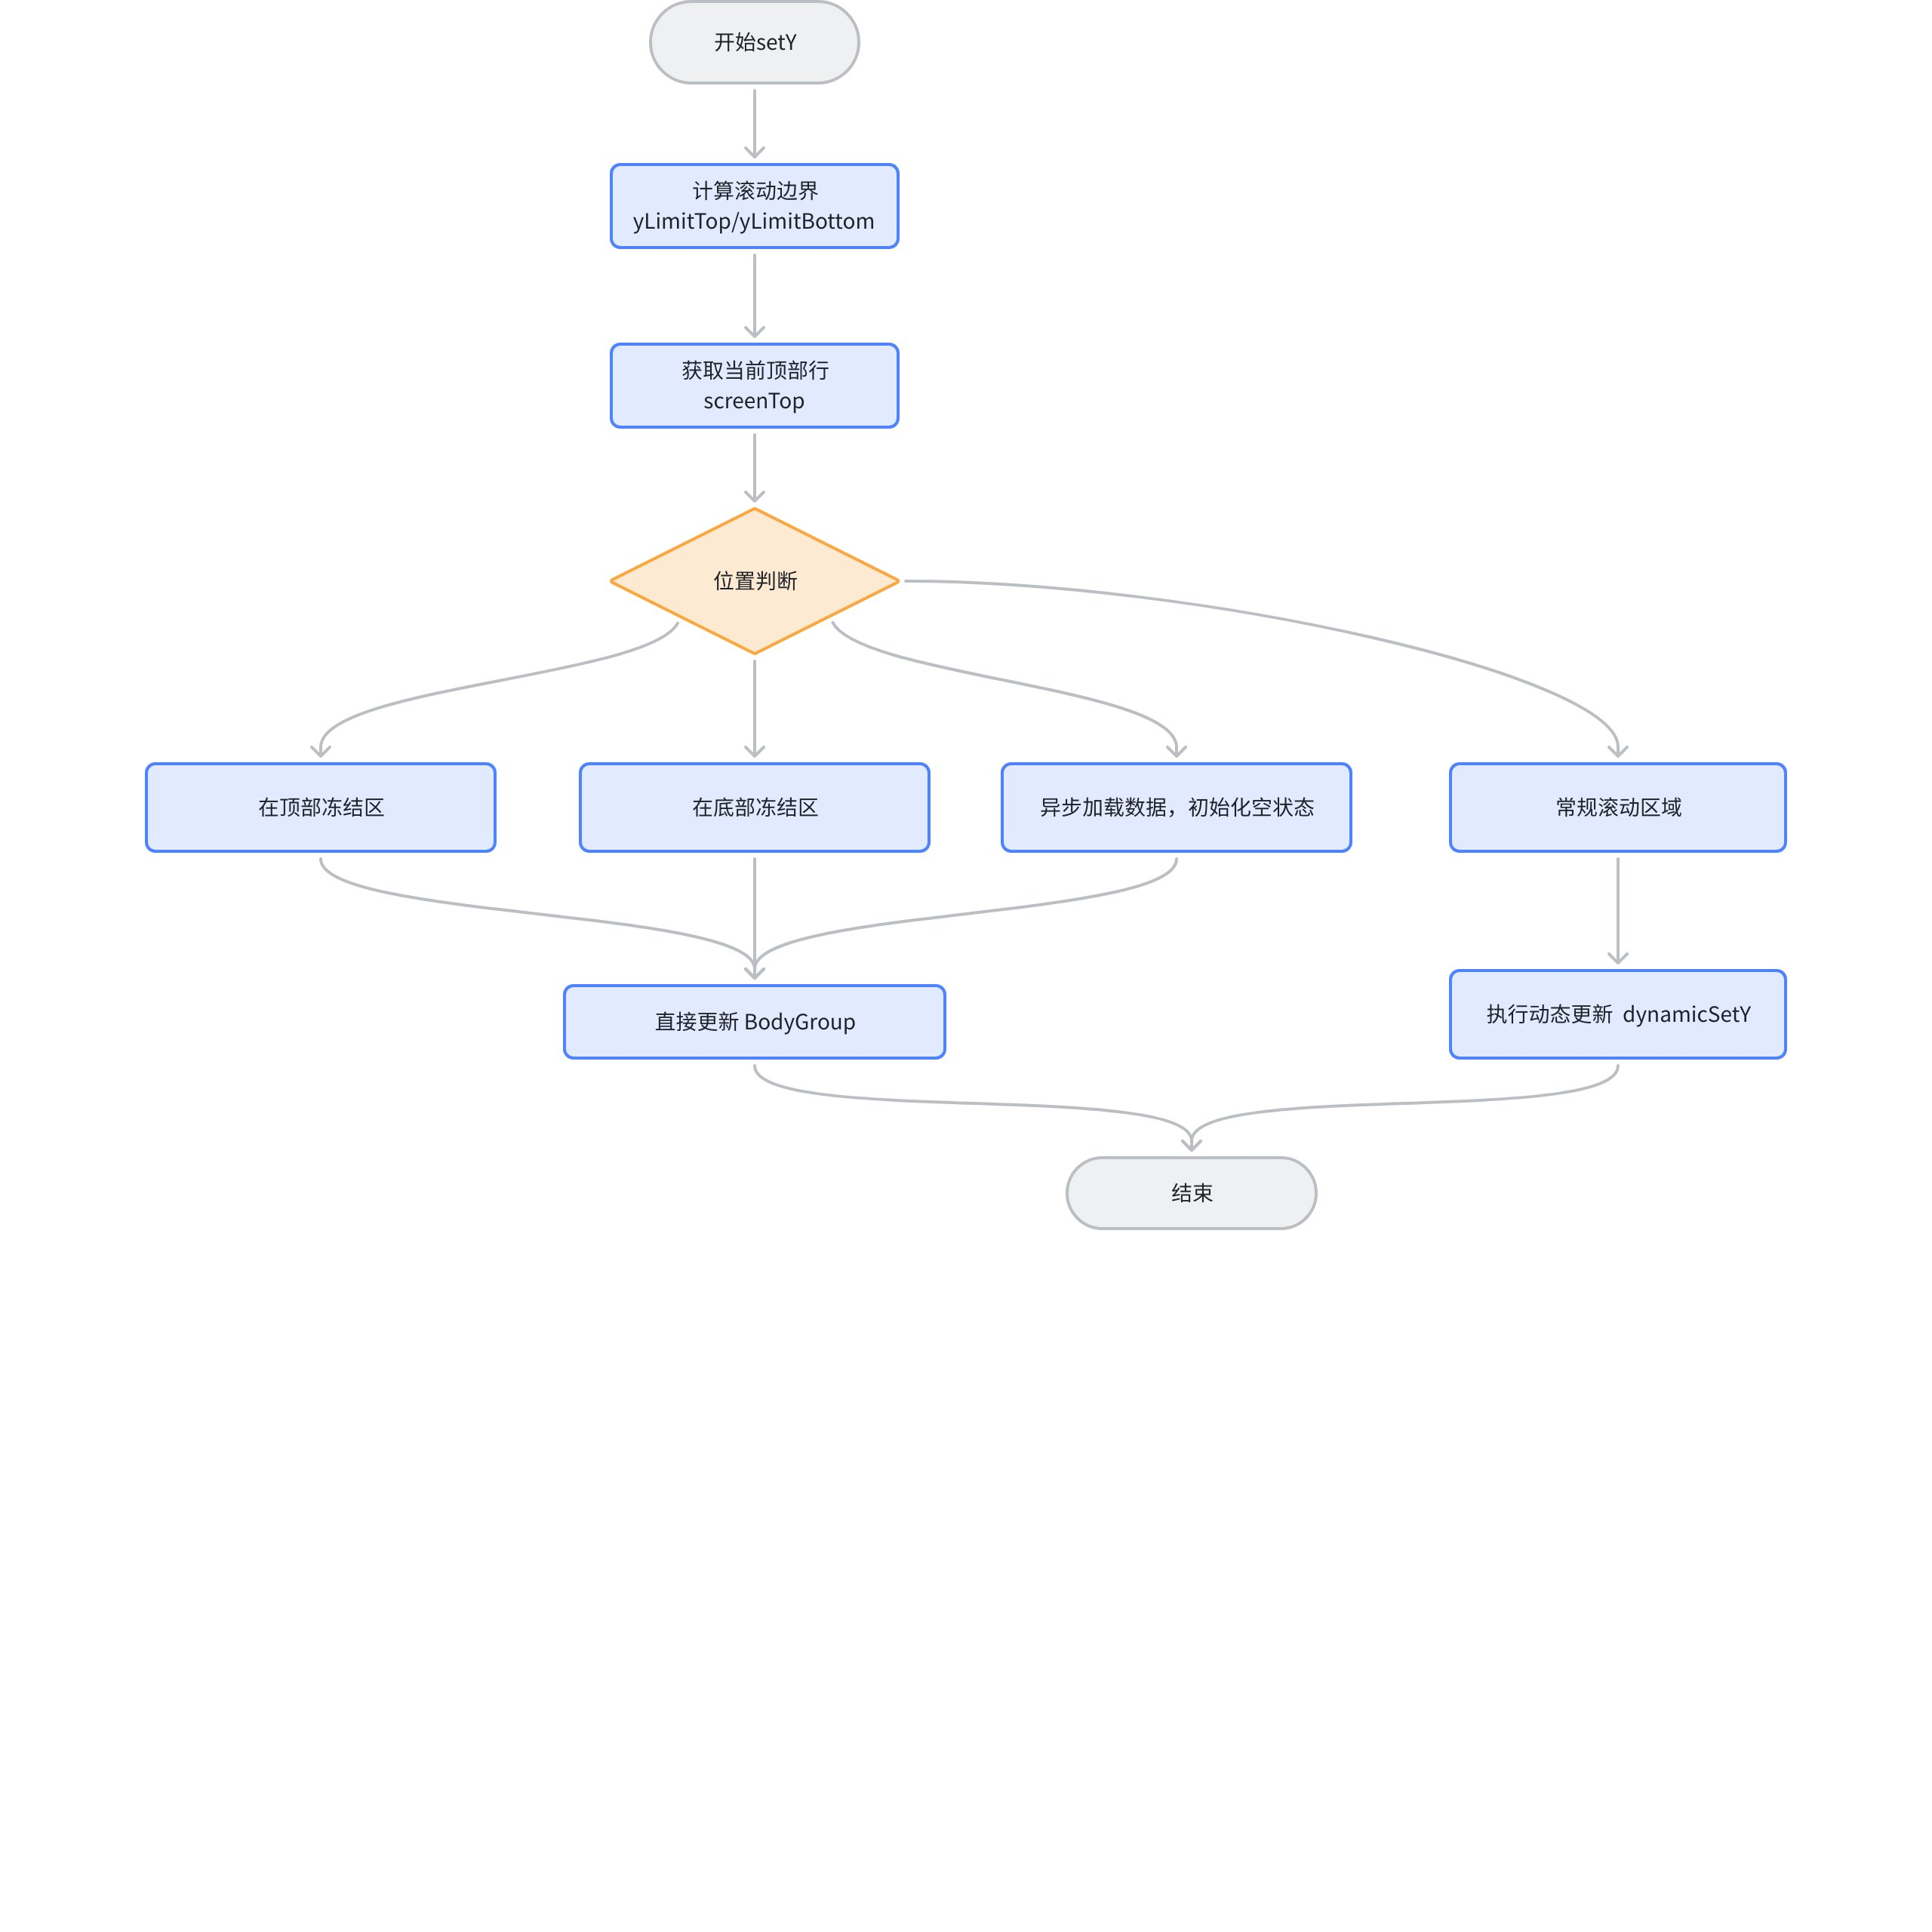 开始setY
计算滚动边界
yLimitTop/yLimitBottom
获取当前顶部行
screenTop
位置判断
在顶部冻结区
在底部冻结区
异步加载数据，初始化空状态
常规滚动区域
直接更新 BodyGroup
执行动态更新 dynamicSetY
结束